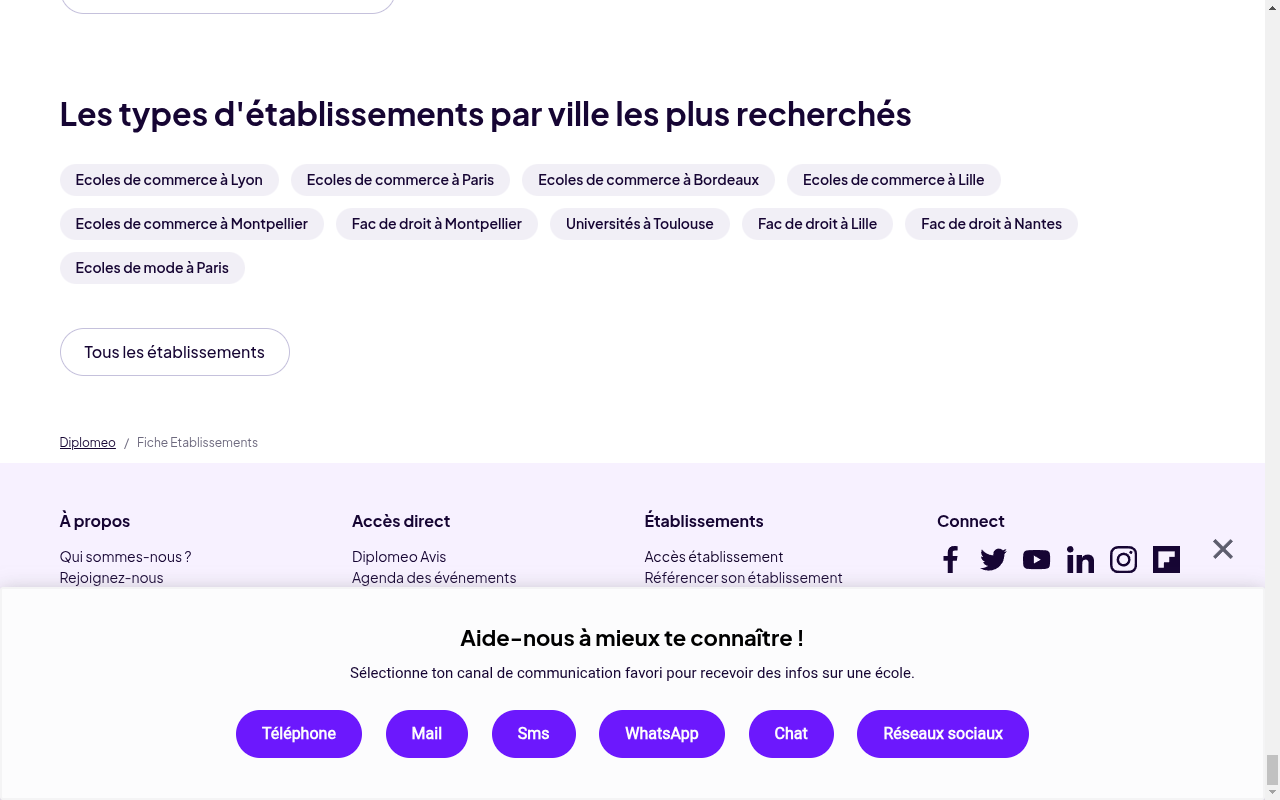 Les types d'établissements par ville les plus recherchés
Ecoles de commerce à Lyon
Ecoles de commerce à Paris
Ecoles de commerce à Bordeaux
Ecoles de commerce à Lille
Ecoles de commerce à Montpellier
Fac de droit à Montpellier
Universités à Toulouse
Fac de droit à Lille
Fac de droit à Nantes
Ecoles de mode à Paris
Tous les établissements
Diplomeo / Fiche Etablissements
À propos
Qui sommes-nous ?
Rejoignez-nous
Accès direct
Diplomeo Avis
Agenda des événements
Établissements
Accès établissement
Référencer son établissement
Connect
Aide-nous à mieux te connaître !
Sélectionne ton canal de communication favori pour recevoir des infos sur une école.
Téléphone
Mail
Sms
WhatsApp
Chat
Réseaux sociaux